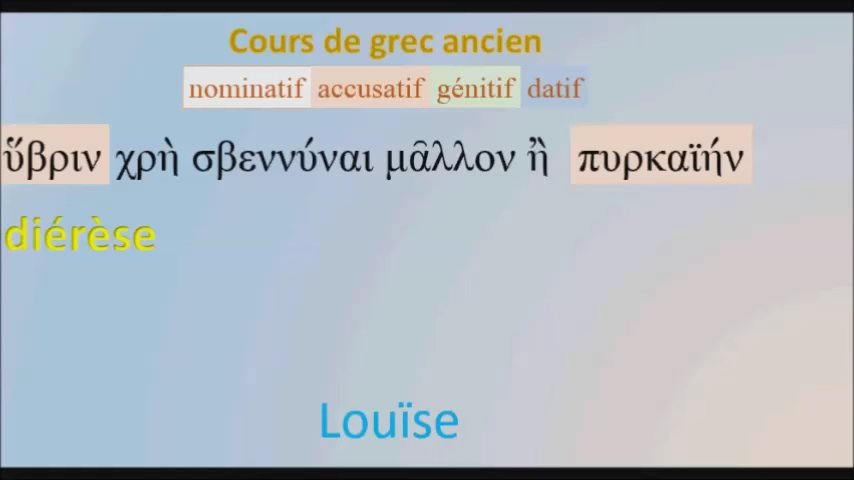 Cours de grec ancien
nominatif accusatif génitif datif
ὕβριν χρὴ σβεννύναι μᾶλλον ἢ πυρκαϊήν
diérèse
Louïse